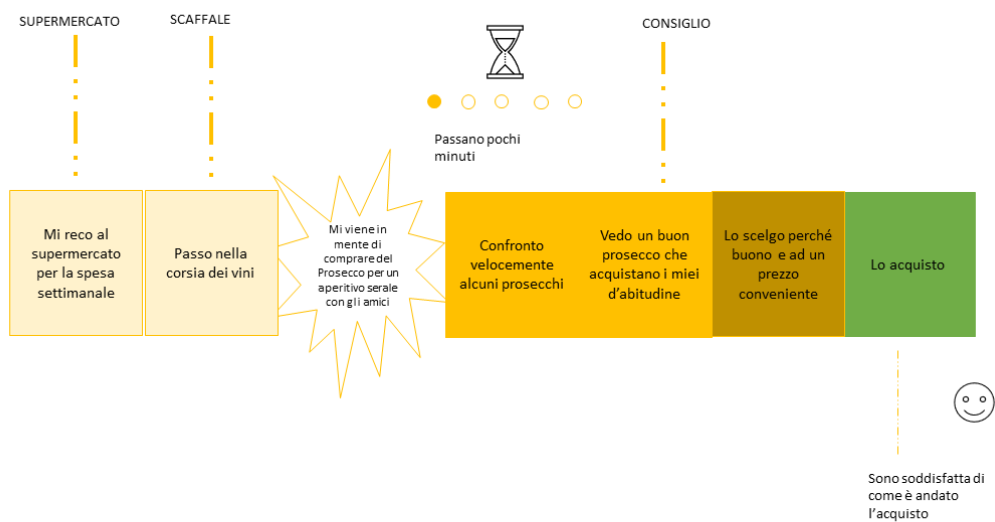 SUPERMERCATO
SCAFFALE
CONSIGLIO
Passano pochi
minuti
Mi reco al
supermercato
per la spesa
settimanale
Passo nella
corsia dei vini
Mi viene in
mente di
comprare del
Prosecco per un
aperitivo serale
con gli amici
Confronto
velocemente
alcuni prosecchi
Vedo un buon
prosecco che
acquistano i miei
d’abitudine
Lo scelgo perché
buono e ad un
prezzo
conveniente
Lo acquisto
Sono soddisfatta di
come è andato
l’acquisto